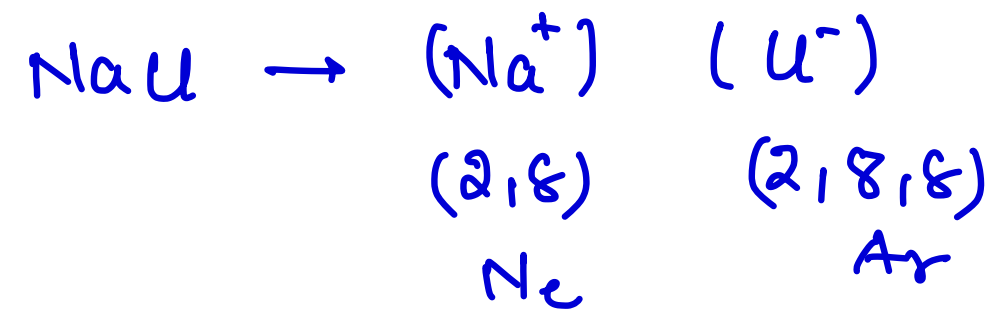 NaCl → (Na⁺) (Cl⁻)
(2,8) (2,8,8)
Ne Ar